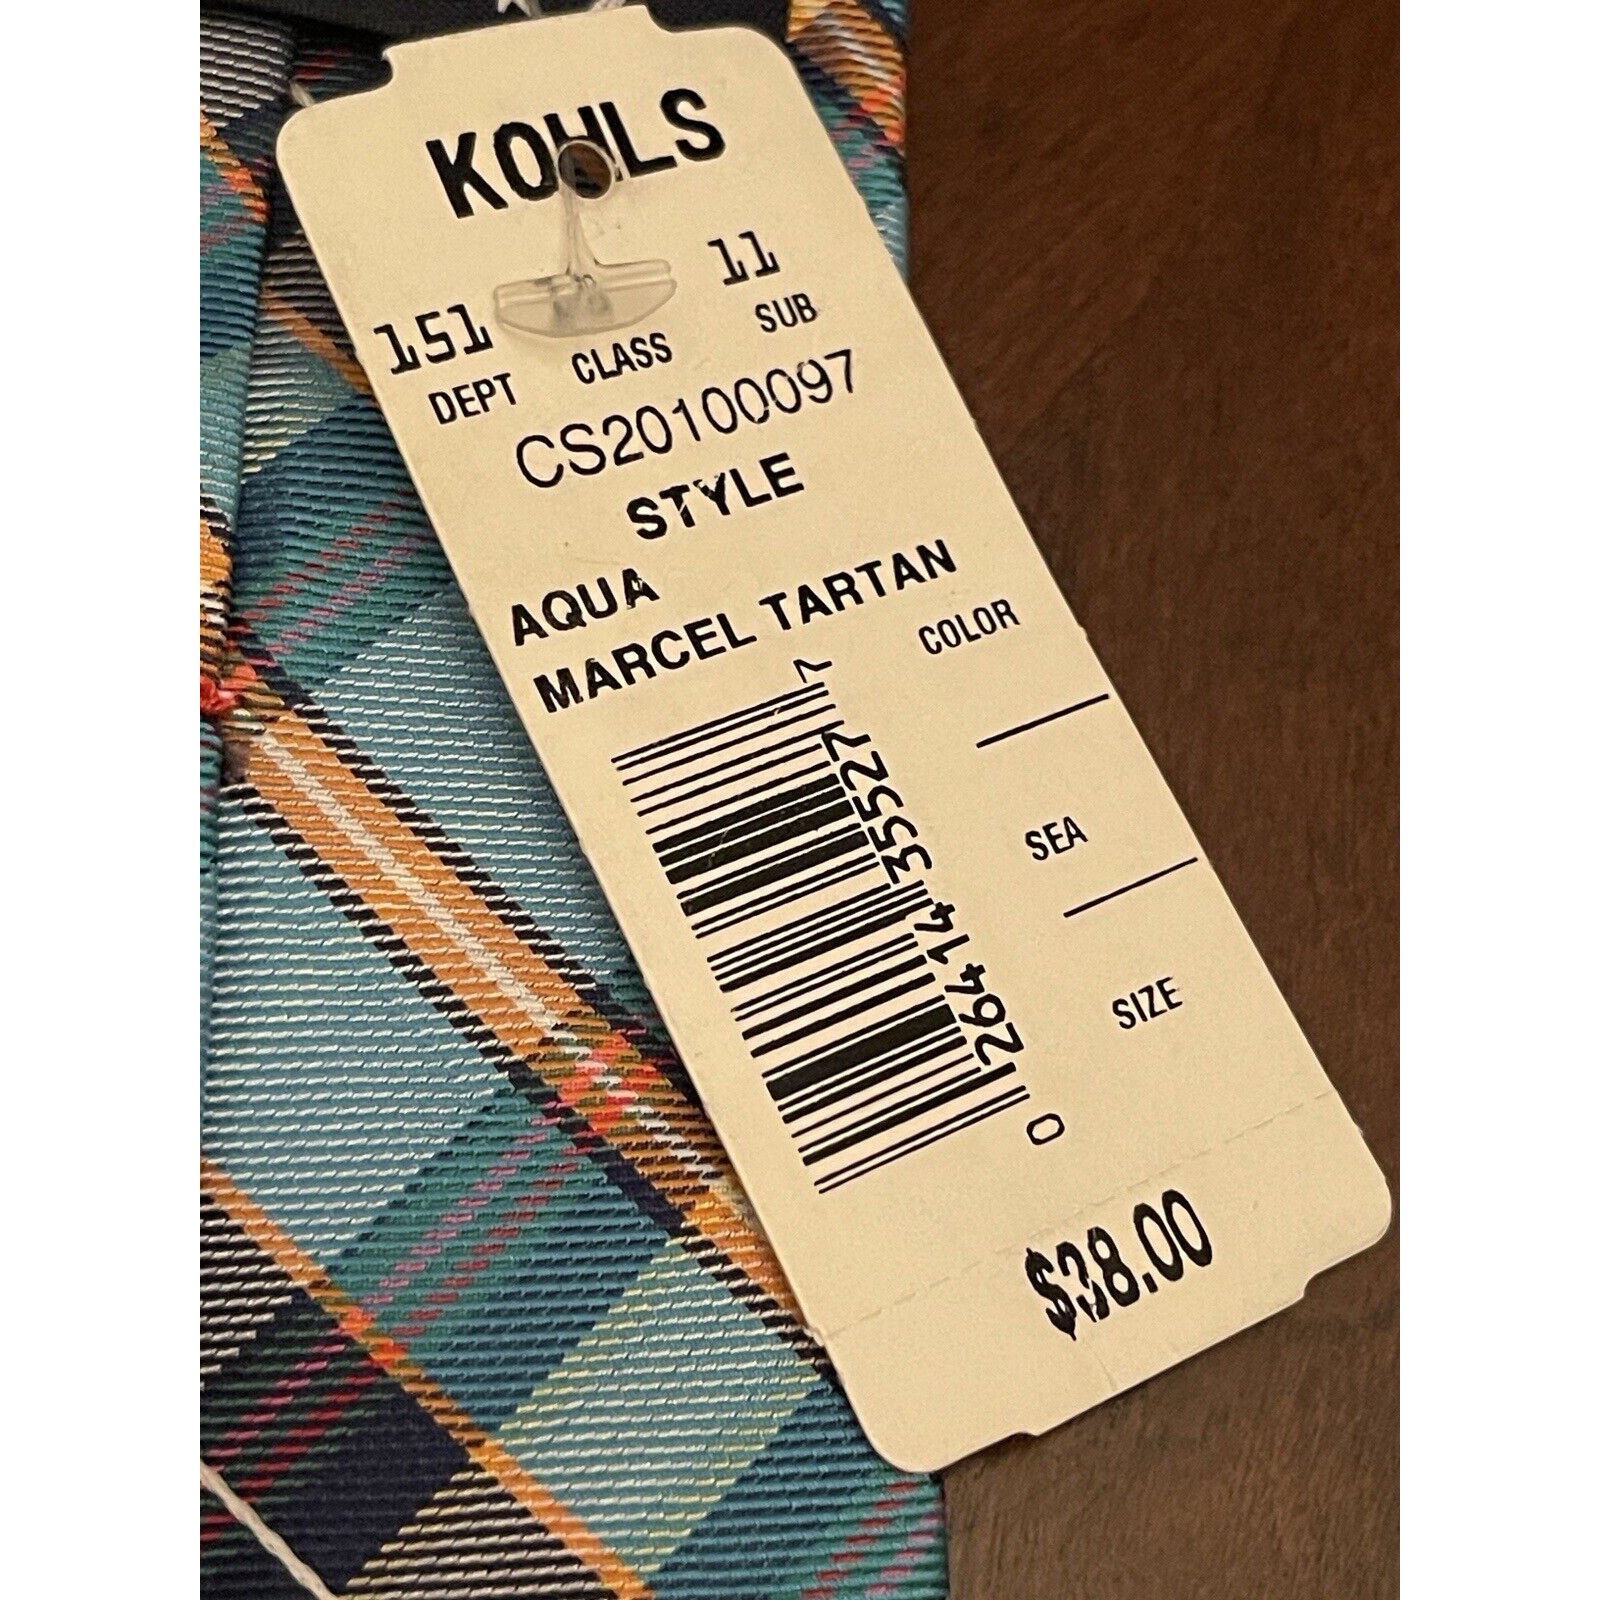 KOHLS
151 11
DEPT CLASS SUB
CS20100097
STYLE
AQUA
MARCEL TARTAN
COLOR
SEA
SIZE
0 26414 35527 7
$38.00